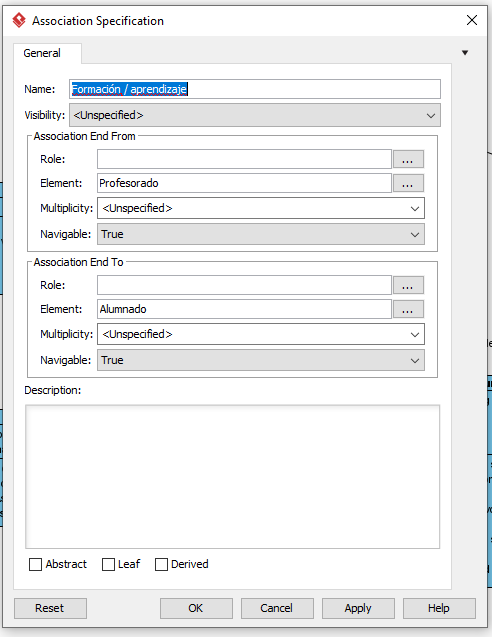 Association Specification
General
Name: Formación / aprendizaje
Visibility: <Unspecified>
Association End From
Role: ...
Element: Profesorado ...
Multiplicity: <Unspecified>
Navigable: True
Association End To
Role: ...
Element: Alumnado ...
Multiplicity: <Unspecified>
Navigable: True
Description:
Abstract Leaf Derived
Reset OK Cancel Apply Help